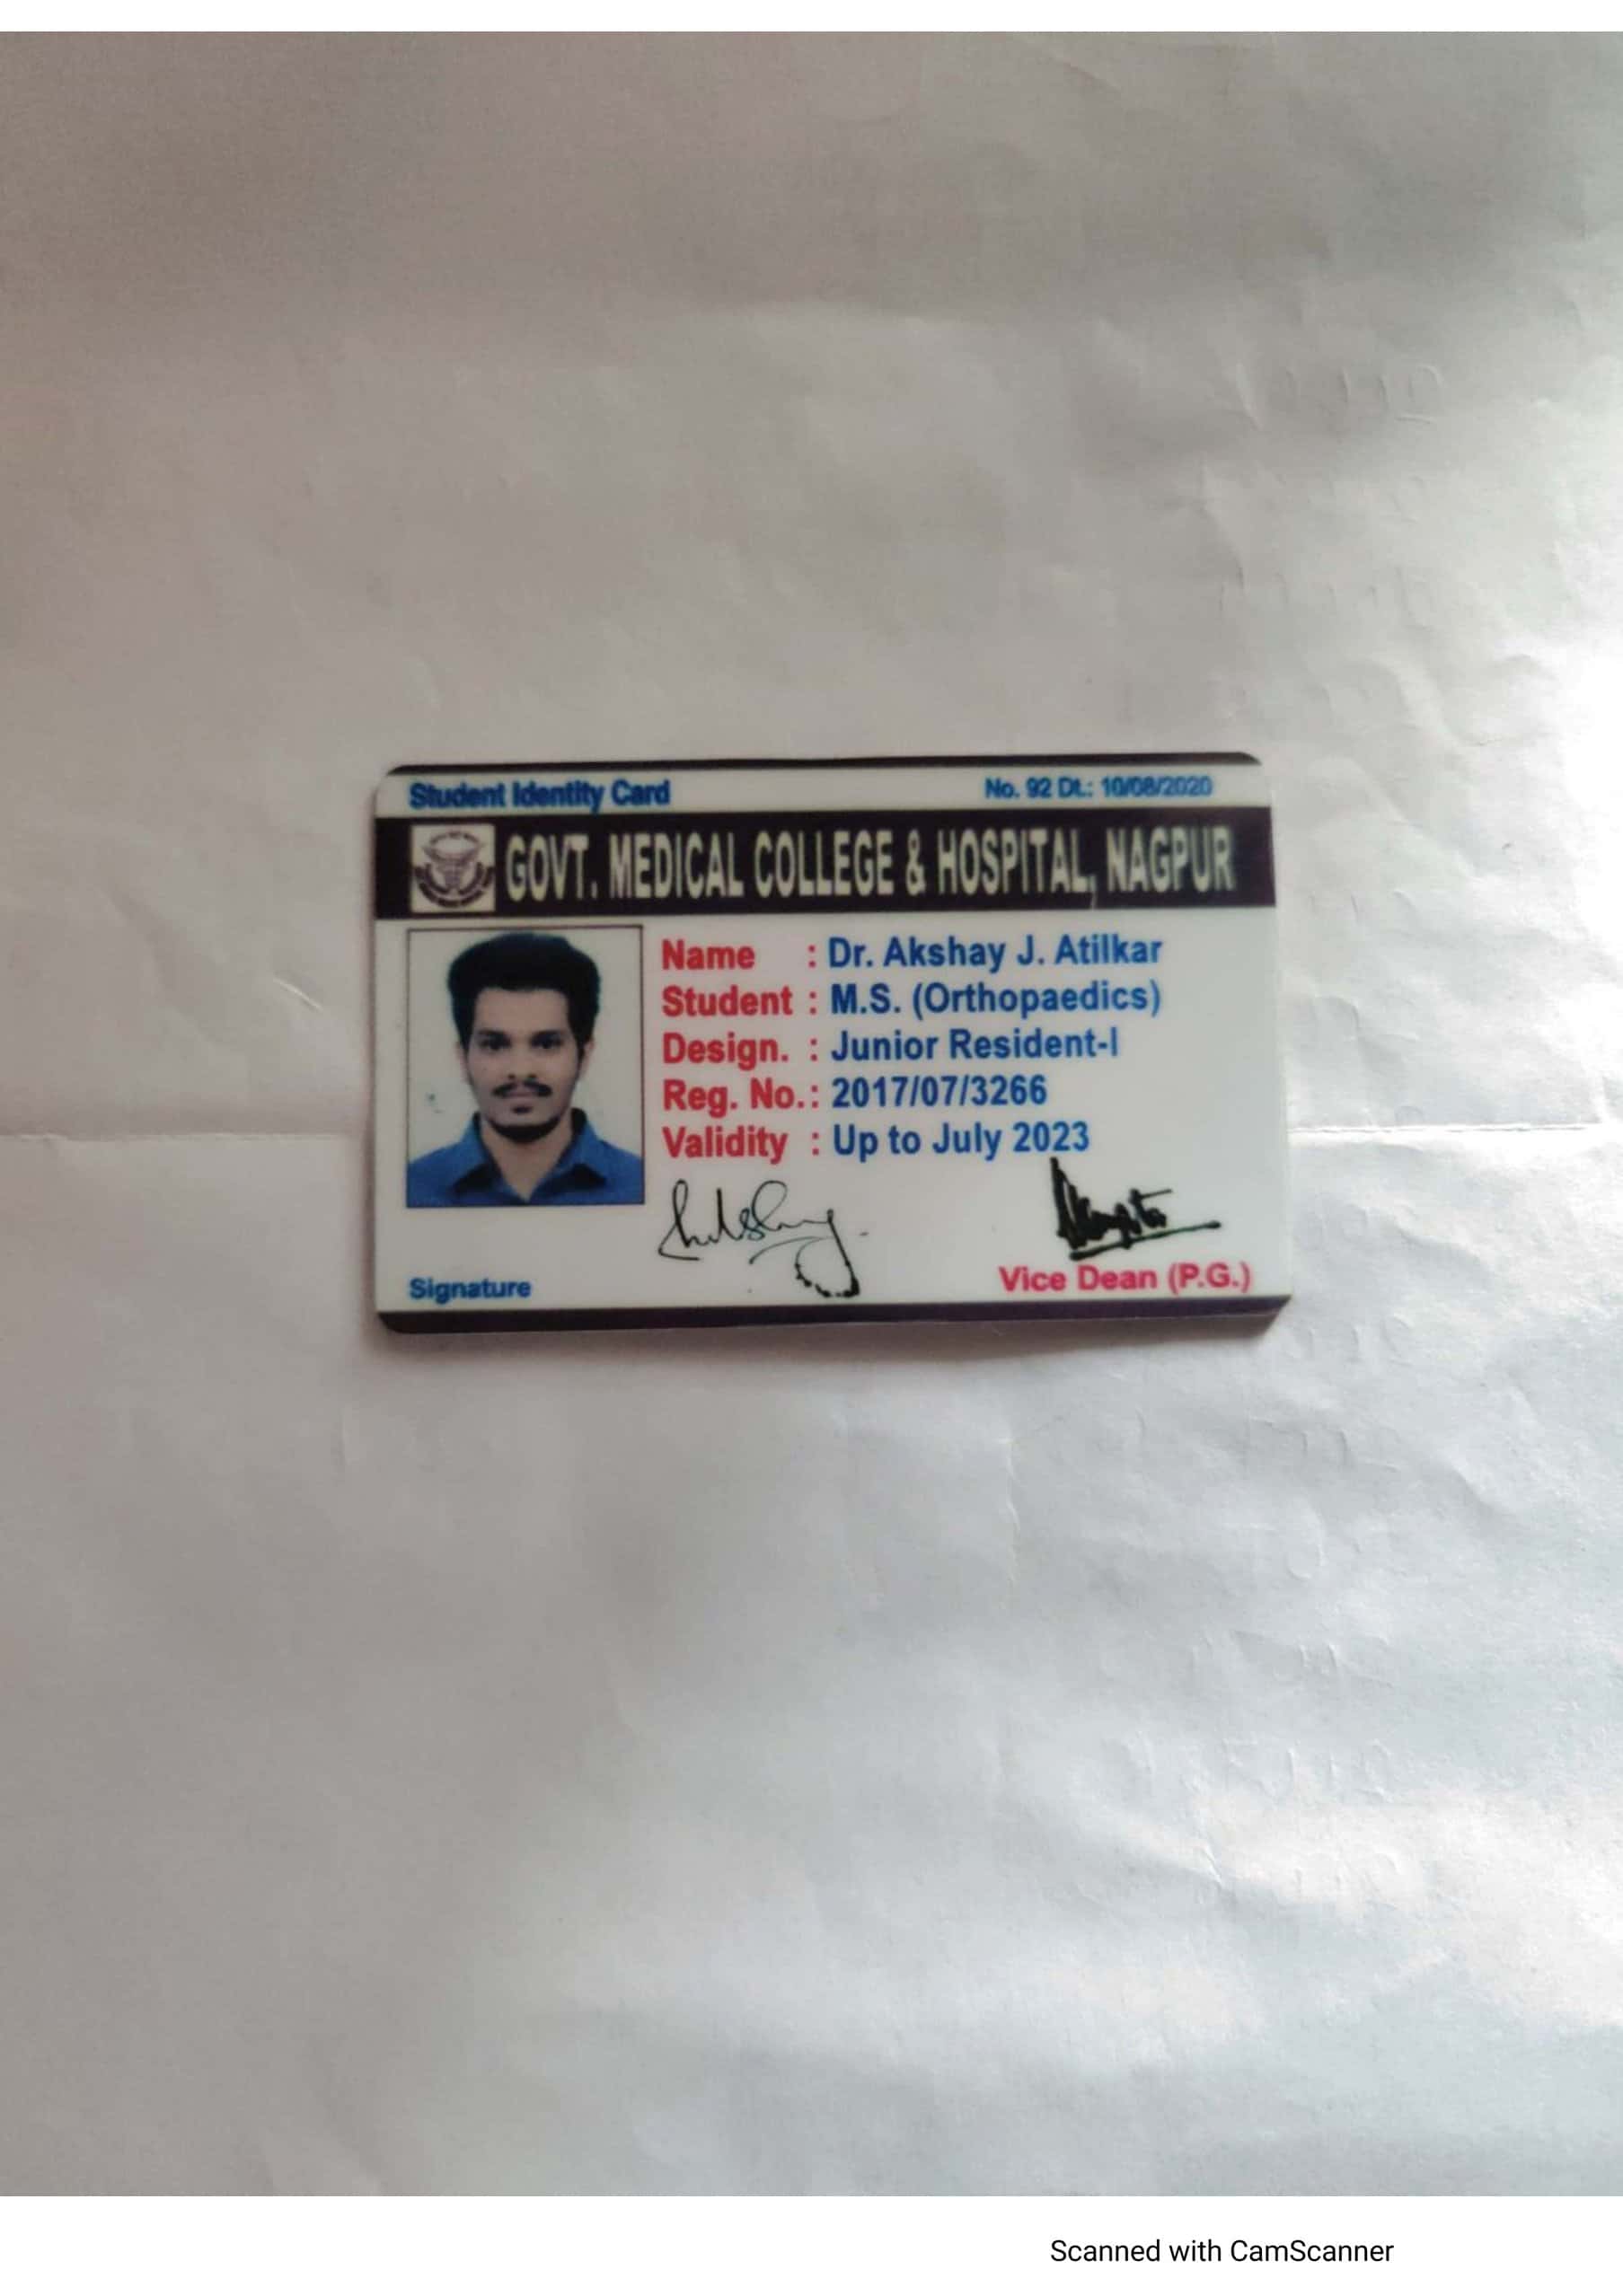 Student Identity Card No. 92 Dt.: 10/08/2020
GOVT. MEDICAL COLLEGE & HOSPITAL, NAGPUR
Name : Dr. Akshay J. Atilkar
Student : M.S. (Orthopaedics)
Design. : Junior Resident-I
Reg. No.: 2017/07/3266
Validity : Up to July 2023
Signature
Vice Dean (P.G.)
Scanned with CamScanner